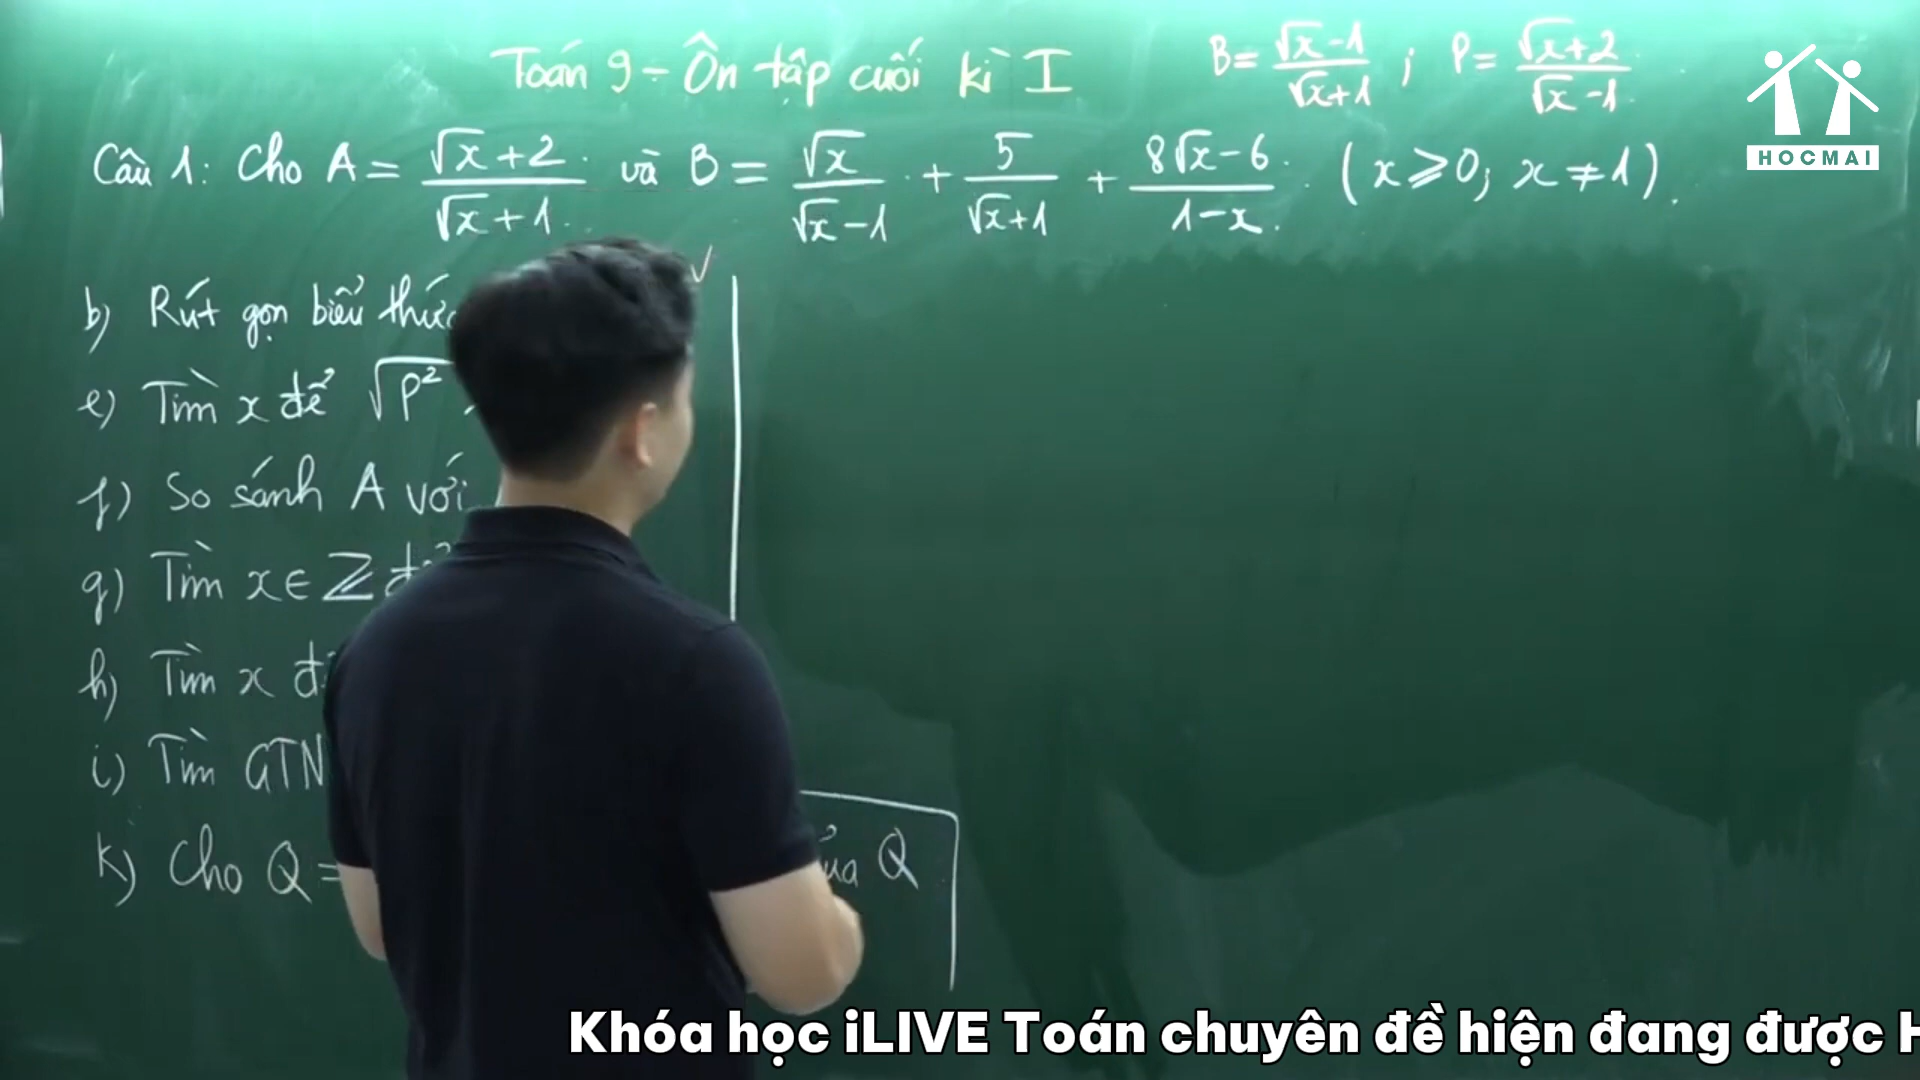 Toán 9 - Ôn tập cuối kì I
B = (√x - 1)/(√x + 1) ; P = (√x + 2)/(√x - 1)
HOCMAI
Câu 1: Cho A = (√x + 2)/(√x + 1) và B = √x/(√x - 1) + 5/(√x + 1) + (8√x - 6)/(1 - x) (x ⩾ 0; x ≠ 1).
b) Rút gọn biểu thức
e) Tìm x để √P²
f) So sánh A với
g) Tìm x ∈ Z
h) Tìm x
i) Tìm GTN
k) Cho Q = Q
Khóa học iLIVE Toán chuyên đề hiện đang được H